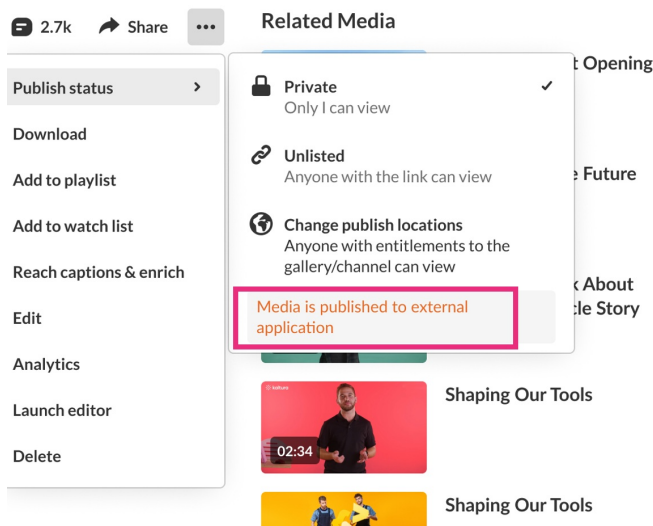 2.7k Share ...
Related Media
Publish status
Download
Add to playlist
Add to watch list
Reach captions & enrich
Edit
Analytics
Launch editor
Delete
Private
Only I can view
Unlisted
Anyone with the link can view
Change publish locations
Anyone with entitlements to the
gallery/channel can view
Media is published to external
application
t Opening
Future
About
Story
kaltura
02:34
Shaping Our Tools
Shaping Our Tools